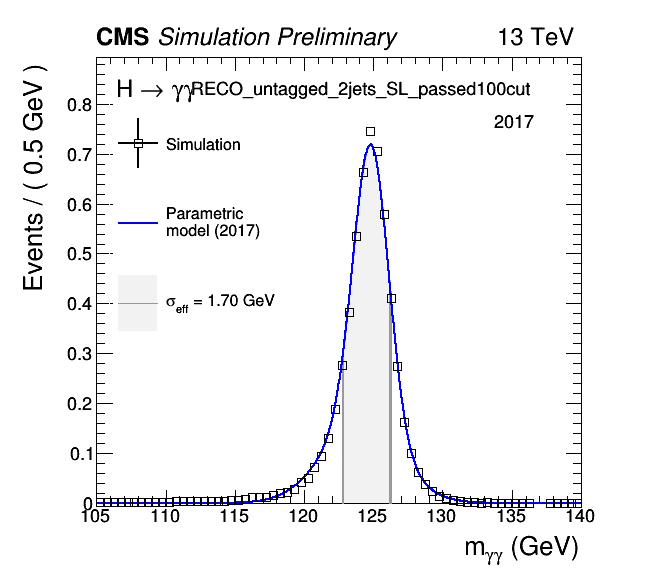 CMS Simulation Preliminary 13 TeV
H → γγRECO_untagged_2jets_SL_passed100cut
2017
Simulation
Parametric
model (2017)
σeff = 1.70 GeV
Events / ( 0.5 GeV )
0.8
0.7
0.6
0.5
0.4
0.3
0.2
0.1
0
105 110 115 120 125 130 135 140
mγγ (GeV)